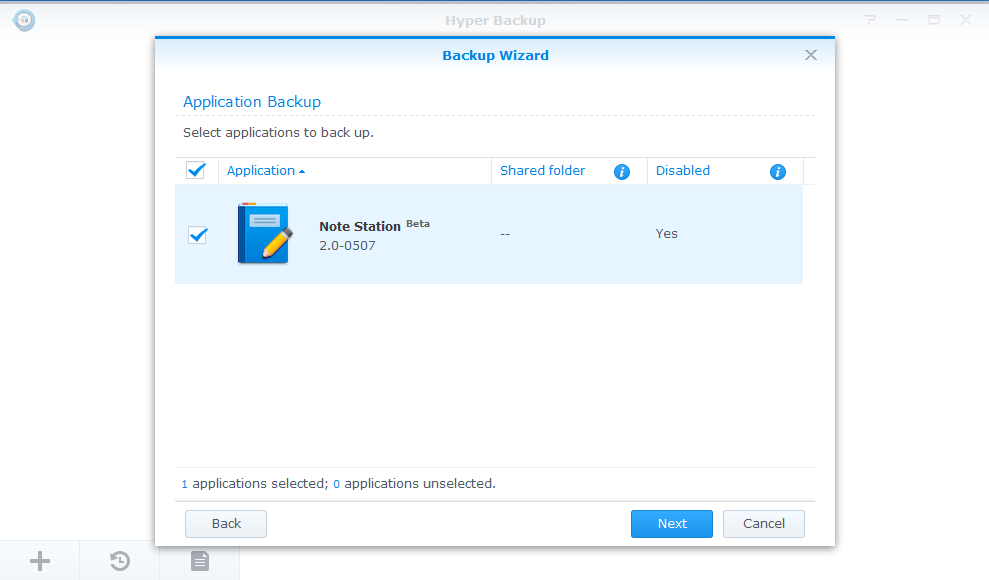 Hyper Backup
Backup Wizard
Application Backup
Select applications to back up.
Application Shared folder Disabled
Note Station Beta
2.0-0507
--
Yes
1 applications selected; 0 applications unselected.
Back Next Cancel